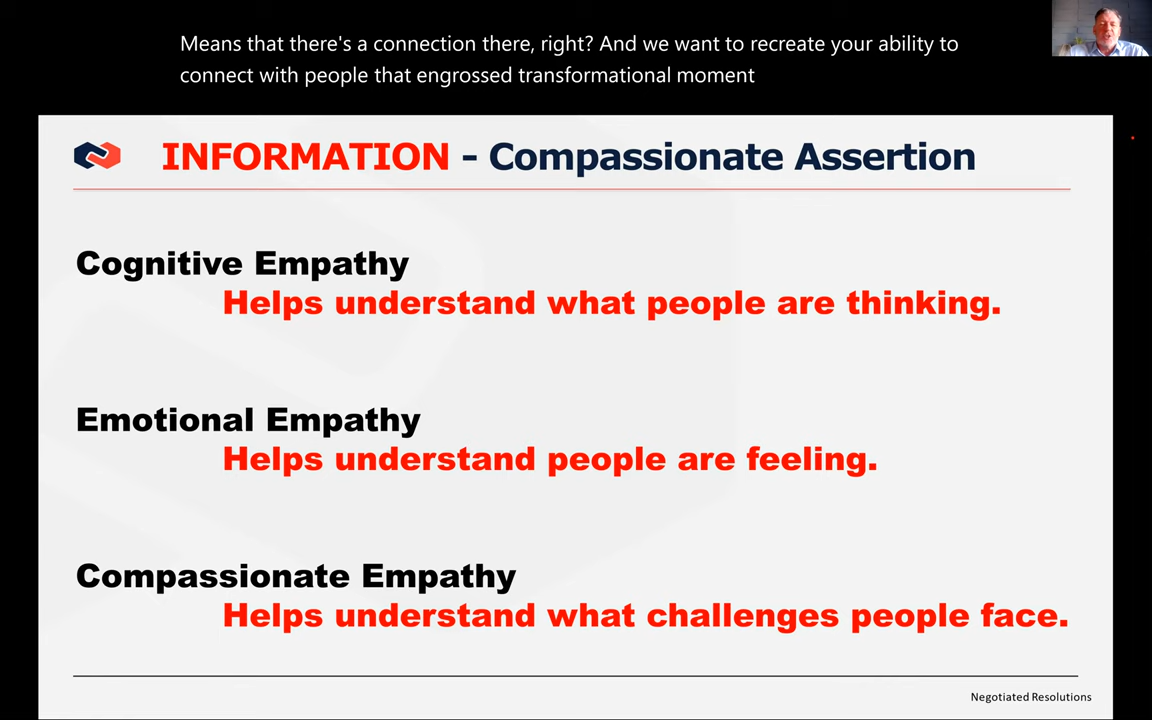 Means that there's a connection there, right? And we want to recreate your ability to
connect with people that engrossed transformational moment
INFORMATION - Compassionate Assertion
Cognitive Empathy
Helps understand what people are thinking.
Emotional Empathy
Helps understand people are feeling.
Compassionate Empathy
Helps understand what challenges people face.
Negotiated Resolutions